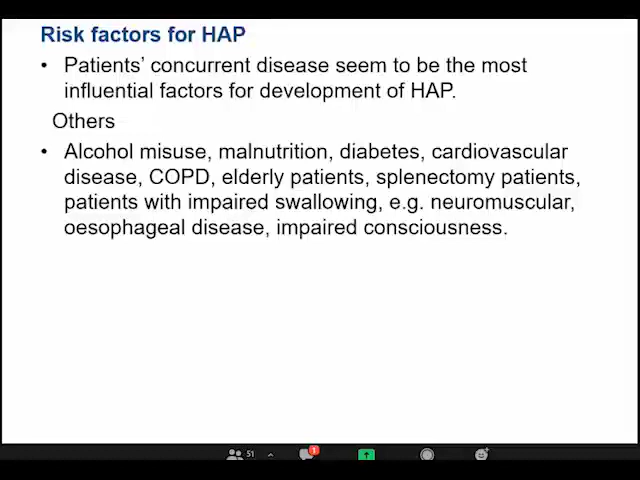 Risk factors for HAP
• Patients’ concurrent disease seem to be the most
influential factors for development of HAP.
Others
• Alcohol misuse, malnutrition, diabetes, cardiovascular
disease, COPD, elderly patients, splenectomy patients,
patients with impaired swallowing, e.g. neuromuscular,
oesophageal disease, impaired consciousness.
51
1